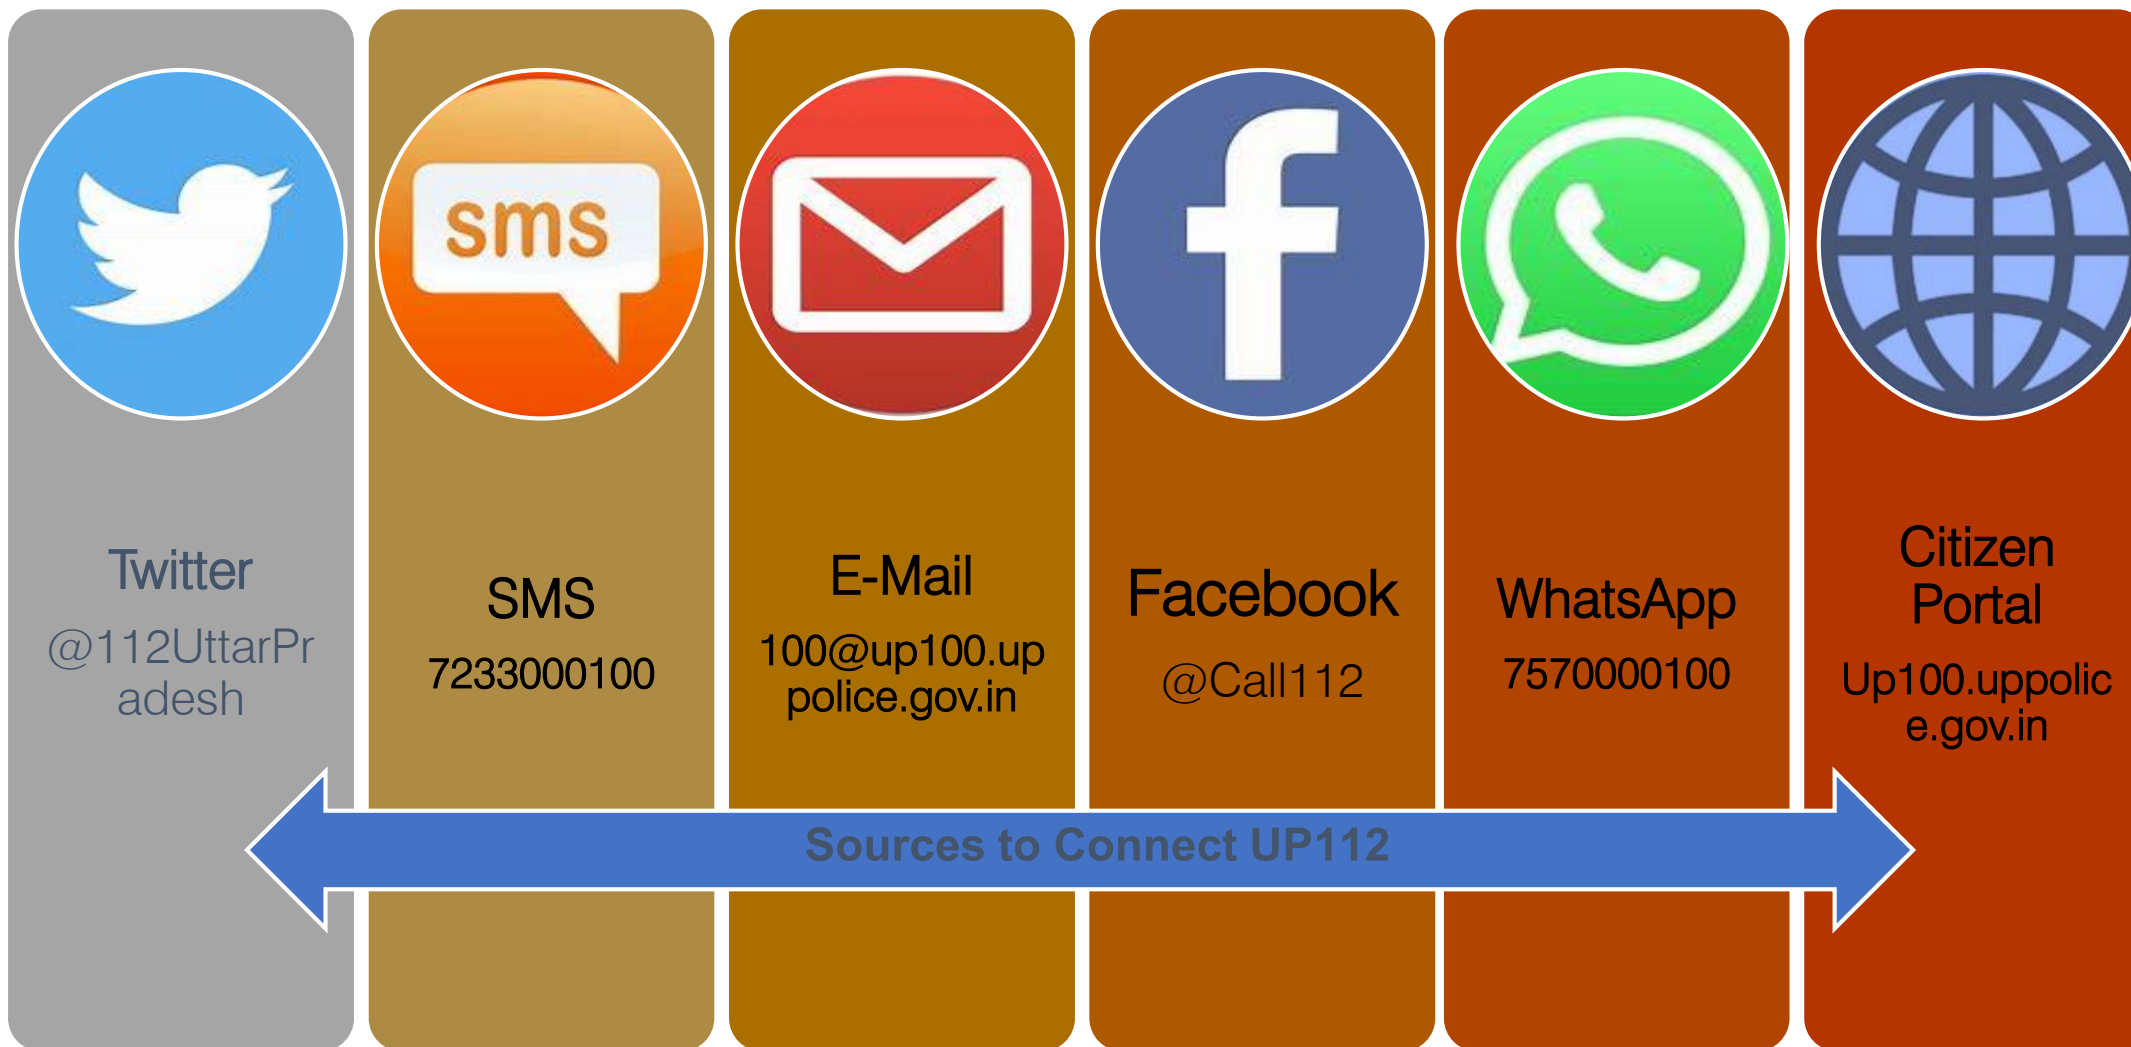 sms
Twitter
@112UttarPr
adesh
SMS
7233000100
E-Mail
100@up100.up
police.gov.in
Facebook
@Call112
WhatsApp
7570000100
Citizen
Portal
Up100.uppolic
e.gov.in
Sources to Connect UP112